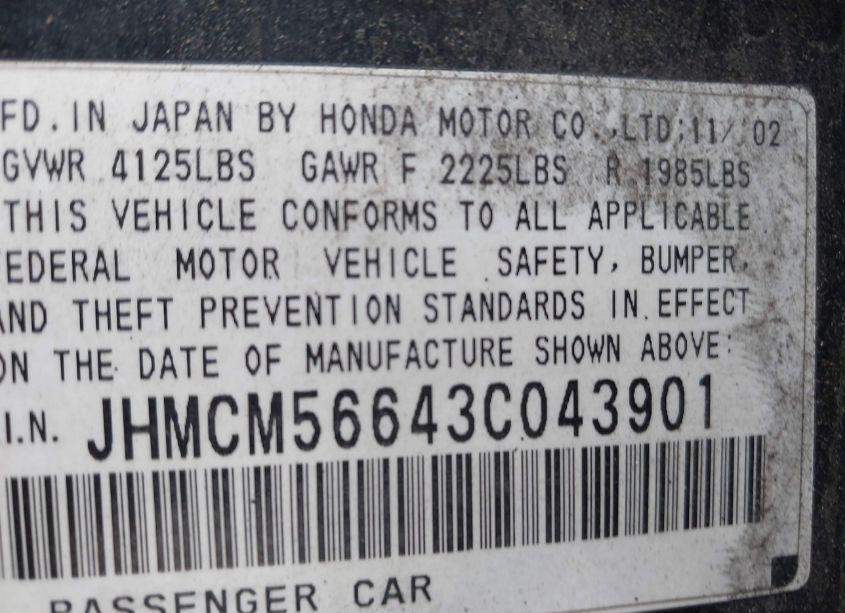 FD. IN JAPAN BY HONDA MOTOR CO., LTD; 11/ 02
GVWR 4125LBS GAWR F 2225LBS R 1985LBS
THIS VEHICLE CONFORMS TO ALL APPLICABLE
FEDERAL MOTOR VEHICLE SAFETY, BUMPER,
AND THEFT PREVENTION STANDARDS IN EFFECT
ON THE DATE OF MANUFACTURE SHOWN ABOVE:
.I.N. JHMCM56643C043901
PASSENGER CAR